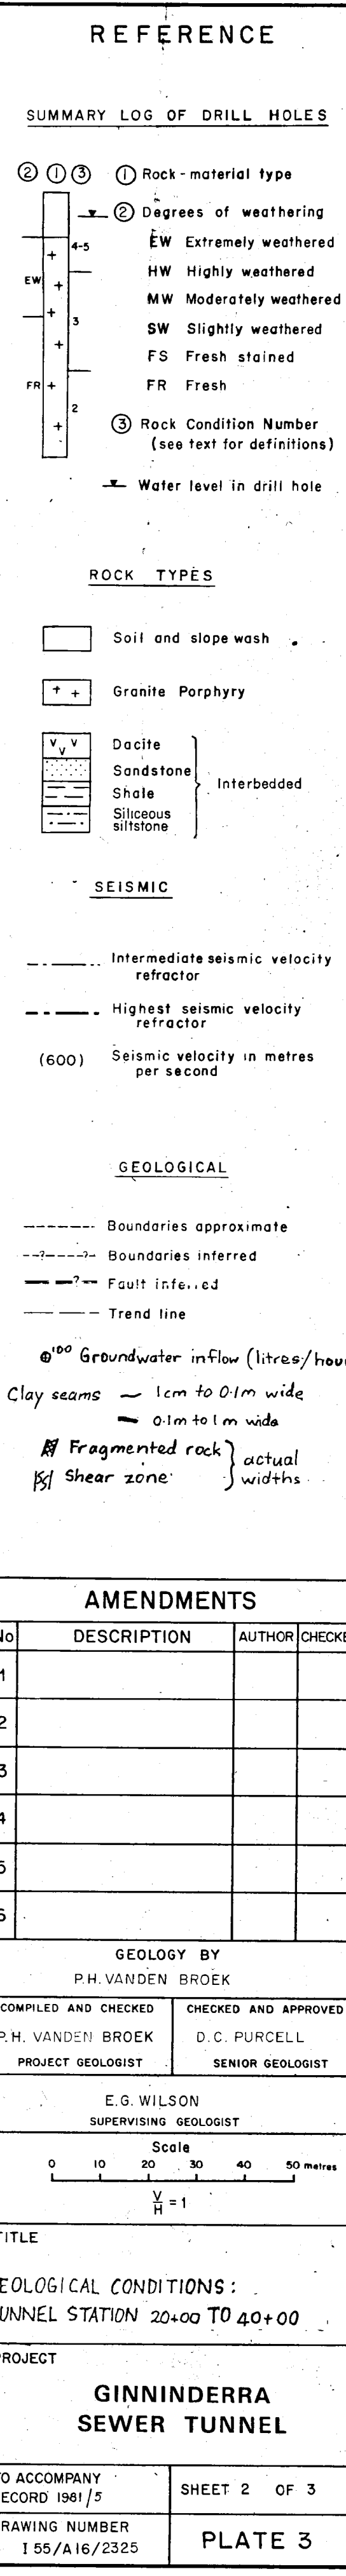 REFERENCE
SUMMARY LOG OF DRILL HOLES
② ① ③
① Rock-material type
② Degrees of weathering
4-5
EW Extremely weathered
HW Highly weathered
EW
MW Moderately weathered
3
SW Slightly weathered
FS Fresh stained
FR
FR Fresh
2
③ Rock Condition Number
(see text for definitions)
Water level in drill hole
ROCK TYPES
Soil and slope wash
Granite Porphyry
Dacite
Sandstone
Interbedded
Shale
Siliceous
siltstone
SEISMIC
Intermediate seismic velocity
refractor
Highest seismic velocity
refractor
(600) Seismic velocity in metres
per second
GEOLOGICAL
Boundaries approximate
Boundaries inferred
Fault inferred
Trend line
100 Groundwater inflow (litres/hou
Clay seams 1cm to 0.1m wide
0.1m to 1m wide
Fragmented rock
actual
Shear zone
widths
AMENDMENTS
No DESCRIPTION AUTHOR CHECKE
1
2
3
4
5
6
GEOLOGY BY
P.H. VANDEN BROEK
COMPILED AND CHECKED
P.H. VANDEN BROEK
PROJECT GEOLOGIST
CHECKED AND APPROVED
D.C. PURCELL
SENIOR GEOLOGIST
E.G. WILSON
SUPERVISING GEOLOGIST
Scale
0 10 20 30 40 50 metres
V/H = 1
TITLE
EOLOGICAL CONDITIONS:
UNNEL STATION 20+00 TO 40+00
PROJECT
GINNINDERRA
SEWER TUNNEL
TO ACCOMPANY
RECORD 1981/5
SHEET 2 OF 3
DRAWING NUMBER
I 55/A16/2325
PLATE 3